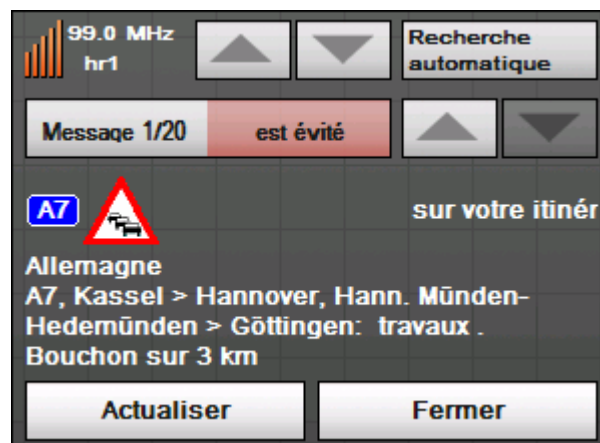 99.0 MHz
hr1
Recherche
automatique
Message 1/20
est évité
A7
sur votre itinér
Allemagne
A7, Kassel > Hannover, Hann. Münden-
Hedemünden > Göttingen: travaux .
Bouchon sur 3 km
Actualiser
Fermer